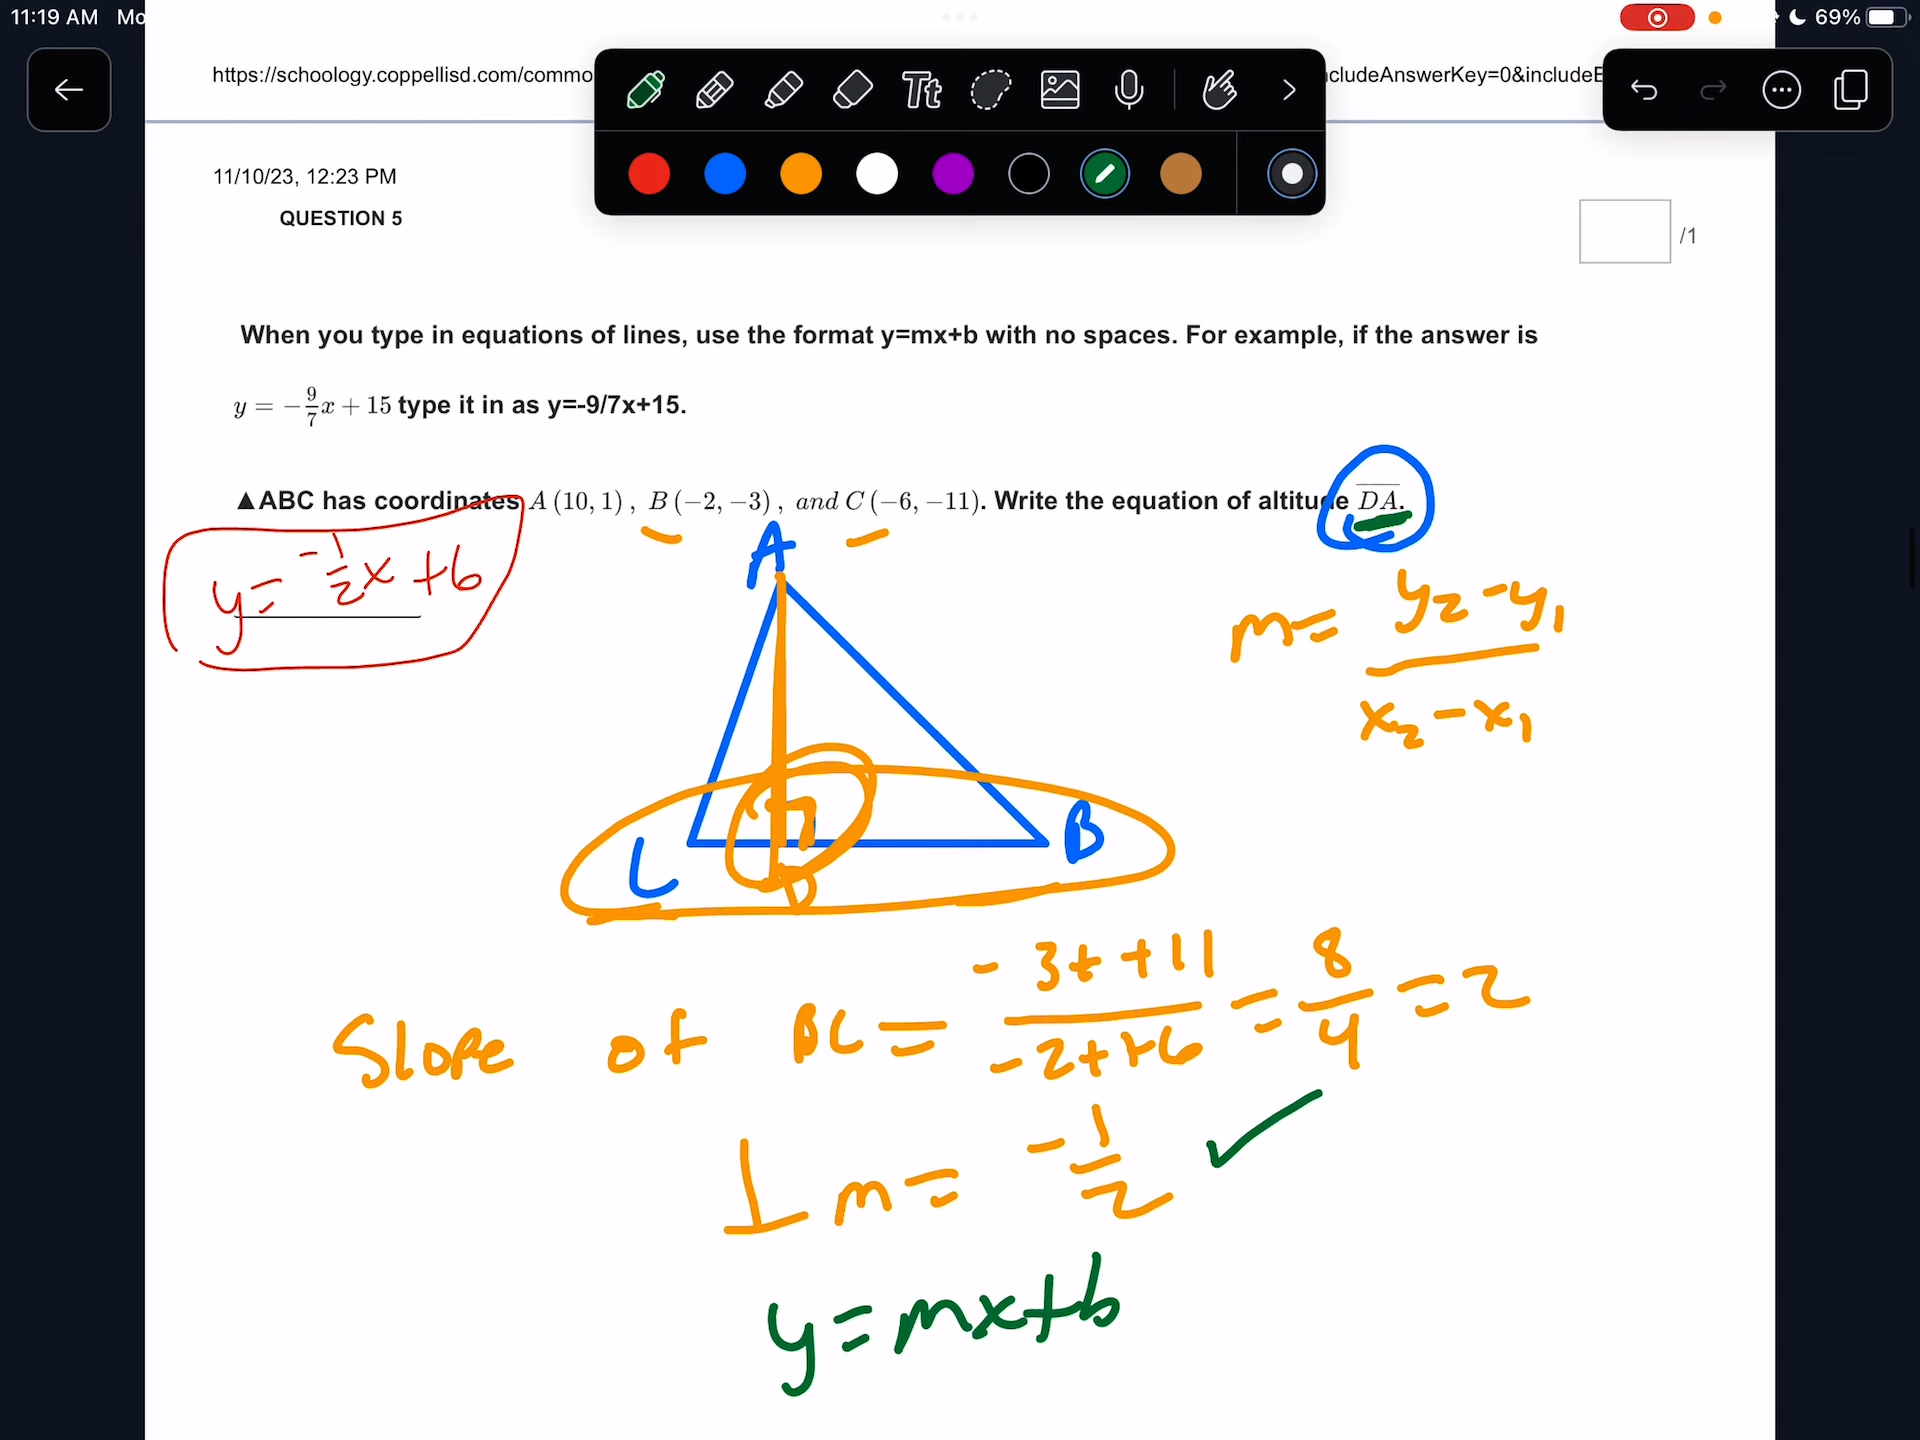 11:19 AM Mo
69%
https://schoology.coppellisd.com/commo
cludeAnswerKey=0&includeE
Tt
11/10/23, 12:23 PM
QUESTION 5
/1
When you type in equations of lines, use the format y=mx+b with no spaces. For example, if the answer is
y = −9/7x + 15 type it in as y=-9/7x+15.
▲ABC has coordinates A (10, 1) , B (−2, −3) , and C (−6, −11). Write the equation of altitude DA.
y= -1/2x +6
A
m= y2-y1
x2-x1
C
B
D
Slope of BC = -3+ +11 / -2+ +6 = 8/4 = 2
⊥ m = -1/2 ✓
y=mx+b